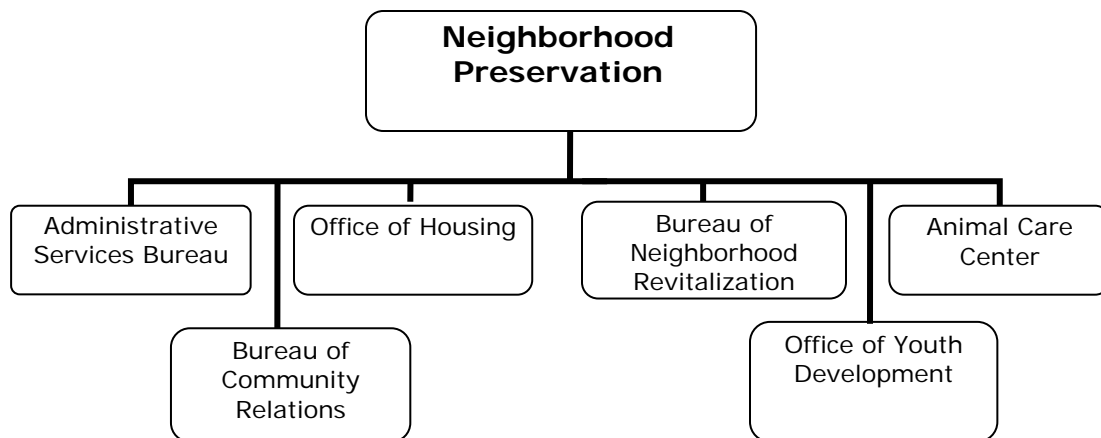 Neighborhood
Preservation
Administrative
Services Bureau
Office of Housing
Bureau of
Neighborhood
Revitalization
Animal Care
Center
Bureau of
Community
Relations
Office of Youth
Development